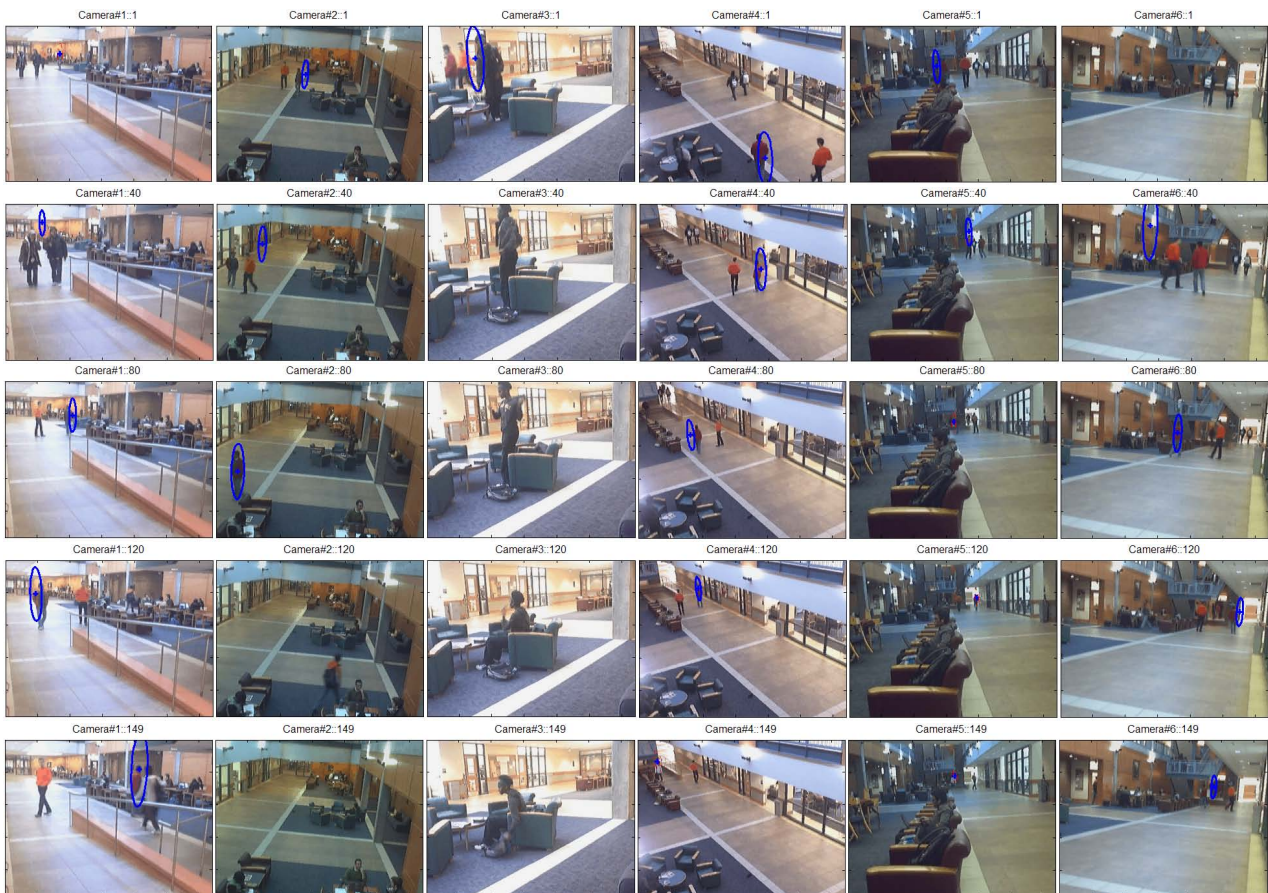 Camera#1::1 Camera#2::1 Camera#3::1 Camera#4::1 Camera#5::1 Camera#6::1
Camera#1::40 Camera#2::40 Camera#3::40 Camera#4::40 Camera#5::40 Camera#6::40
Camera#1::80 Camera#2::80 Camera#3::80 Camera#4::80 Camera#5::80 Camera#6::80
Camera#1::120 Camera#2::120 Camera#3::120 Camera#4::120 Camera#5::120 Camera#6::120
Camera#1::149 Camera#2::149 Camera#3::149 Camera#4::149 Camera#5::149 Camera#6::149